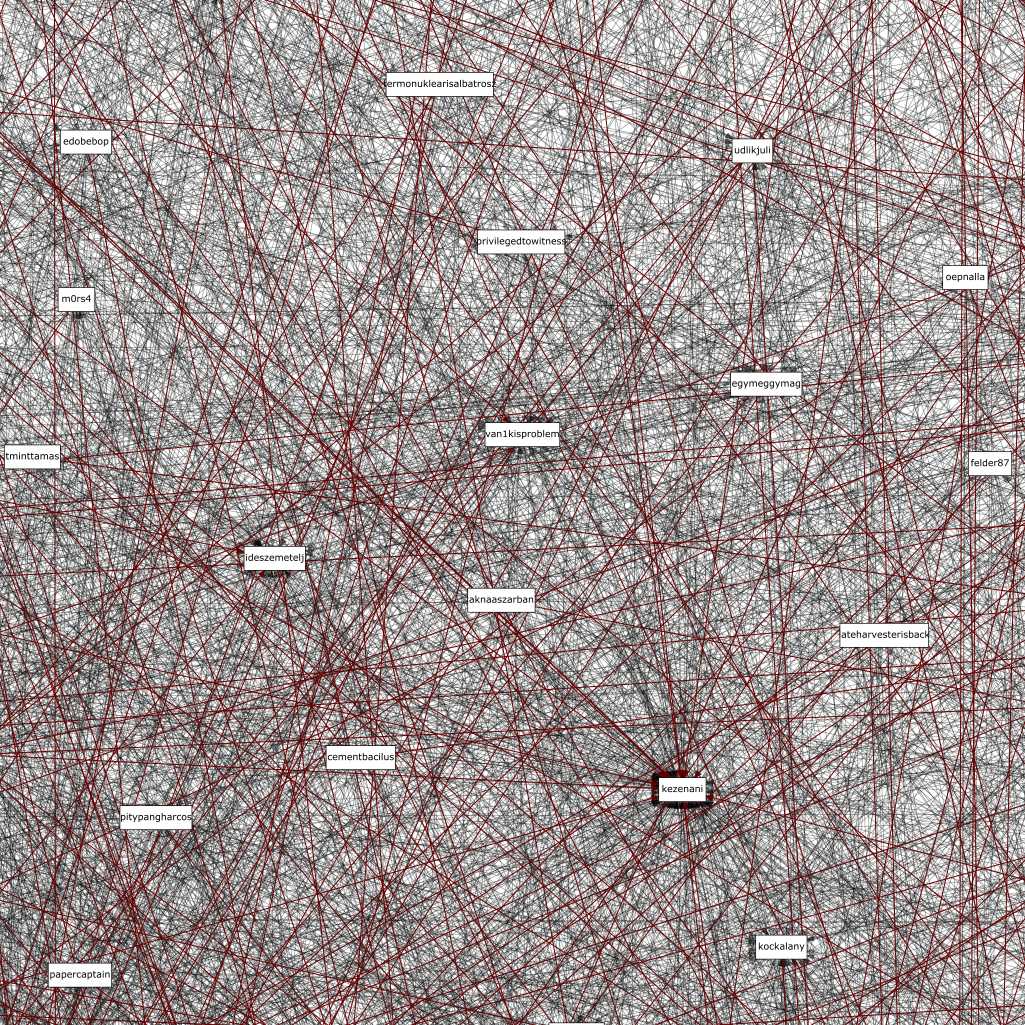 ermonuklearisalbatrosz
edobebop
udlikjuli
privilegedtowitness
oepnalla
m0rs4
egymeggymag
van1kisproblem
tminttamas
felder87
ideszemetelj
aknaaszarban
ateharvesterisback
cementbacilus
kezenani
pitypangharcos
kockalany
papercaptain